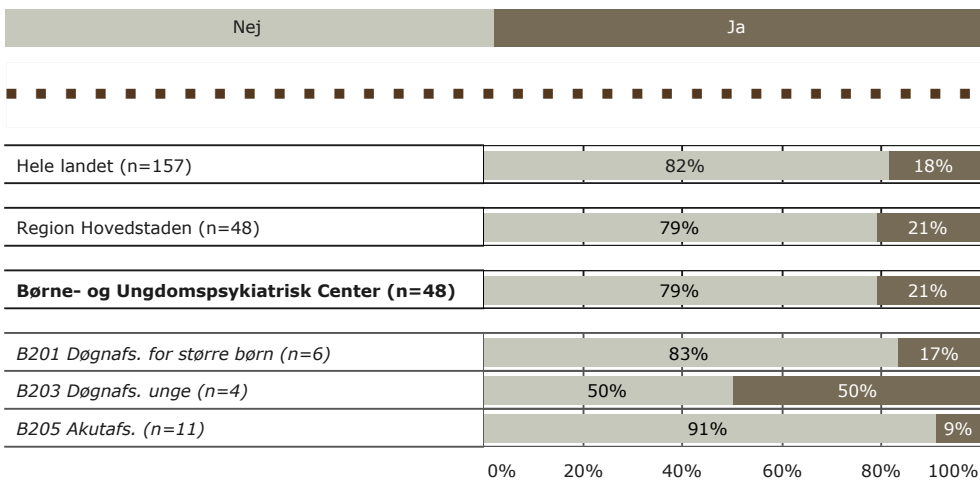 Nej Ja
Hele landet (n=157) 82% 18%
Region Hovedstaden (n=48) 79% 21%
Børne- og Ungdomspsykiatrisk Center (n=48) 79% 21%
B201 Døgnafs. for større børn (n=6) 83% 17%
B203 Døgnafs. unge (n=4) 50% 50%
B205 Akutafs. (n=11) 91% 9%
0% 20% 40% 60% 80% 100%